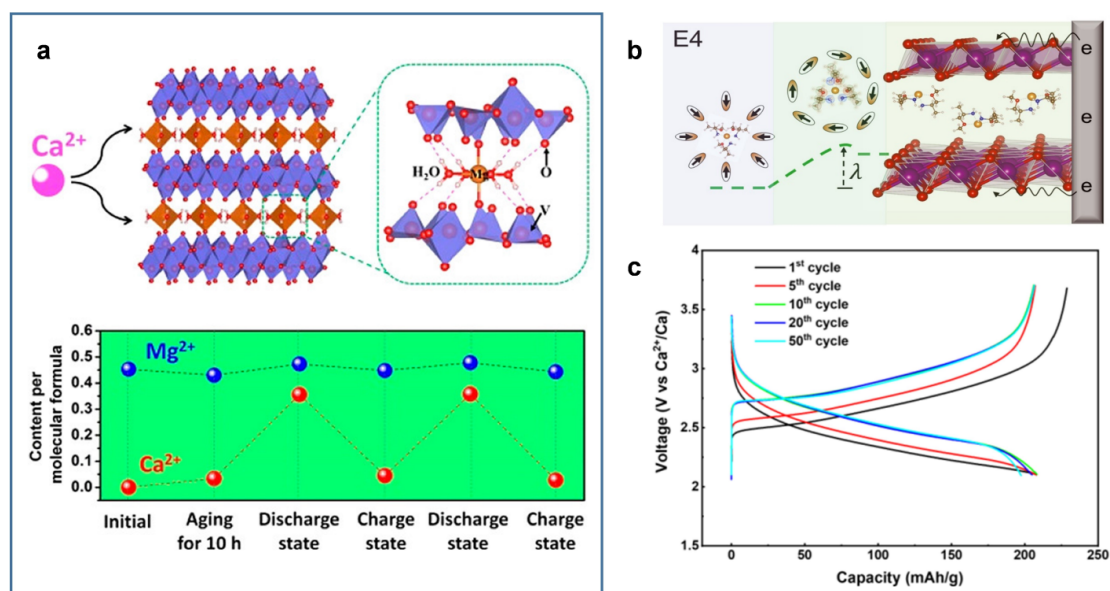 a
Ca²⁺
H₂O
Mg
O
V
0.6
0.5
0.4
0.3
0.2
0.1
0.0
Content per
molecular formula
Mg²⁺
Ca²⁺
Initial
Aging
for 10 h
Discharge
state
Charge
state
Discharge
state
Charge
state
b
E4
λ
e
e
e
c
1ˢᵗ cycle
5ᵗʰ cycle
10ᵗʰ cycle
20ᵗʰ cycle
50ᵗʰ cycle
4
3.5
3
2.5
2
1.5
Voltage (V vs Ca²⁺/Ca)
0
50
100
150
200
250
Capacity (mAh/g)